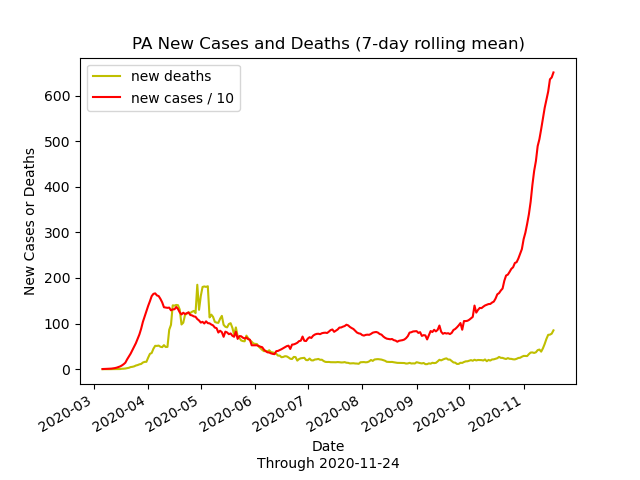 PA New Cases and Deaths (7-day rolling mean)
new deaths
new cases / 10
600
500
400
300
200
100
0
New Cases or Deaths
2020-03
2020-04
2020-05
2020-06
2020-07
2020-08
2020-09
2020-10
2020-11
Date
Through 2020-11-24